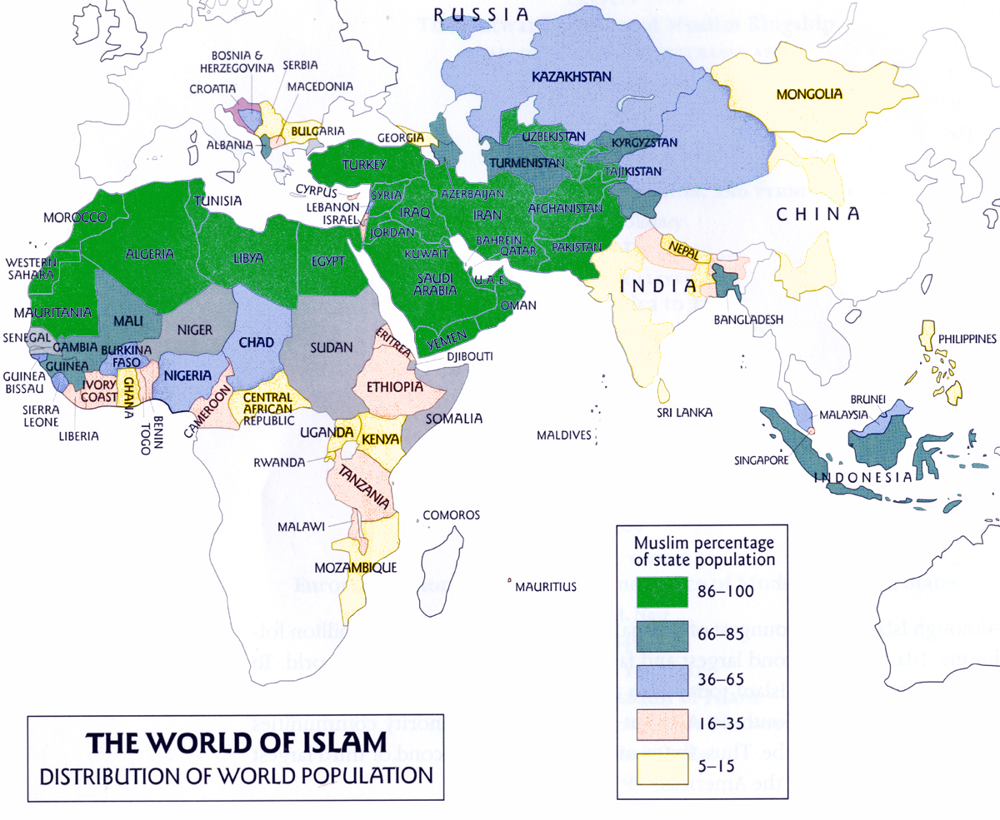 RUSSIA
BOSNIA &
HERZEGOVINA
SERBIA
CROATIA
MACEDONIA
BULGARIA
ALBANIA
GEORGIA
KAZAKHSTAN
MONGOLIA
UZBEKISTAN
KYRGYZSTAN
TURMENISTAN
TAJIKISTAN
TURKEY
CYPRUS
LEBANON
ISRAEL
SYRIA
AZERBAIJAN
IRAQ
IRAN
AFGHANISTAN
JORDAN
KUWAIT
BAHREIN
QATAR
PAKISTAN
SAUDI
ARABIA
U.A.E.
OMAN
YEMEN
CHINA
NEPAL
INDIA
BANGLADESH
SRI LANKA
MALDIVES
PHILIPPINES
BRUNEI
MALAYSIA
SINGAPORE
INDONESIA
TUNISIA
MOROCCO
ALGERIA
LIBYA
EGYPT
WESTERN
SAHARA
MAURITANIA
MALI
NIGER
CHAD
SUDAN
ERITREA
DJIBOUTI
SENEGAL
GAMBIA
BURKINA
FASO
GUINEA
GUINEA
BISSAU
NIGERIA
ETHIOPIA
IVORY
COAST
GHANA
SIERRA
LEONE
LIBERIA
TOGO
BENIN
CAMEROON
CENTRAL
AFRICAN
REPUBLIC
SOMALIA
UGANDA
KENYA
RWANDA
TANZANIA
MALAWI
COMOROS
MOZAMBIQUE
MAURITIUS
Muslim percentage
of state population
86–100
66–85
36–65
16–35
5–15
THE WORLD OF ISLAM
DISTRIBUTION OF WORLD POPULATION